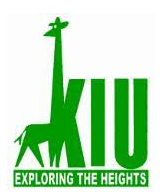 KIU
EXPLORING THE HEIGHTS